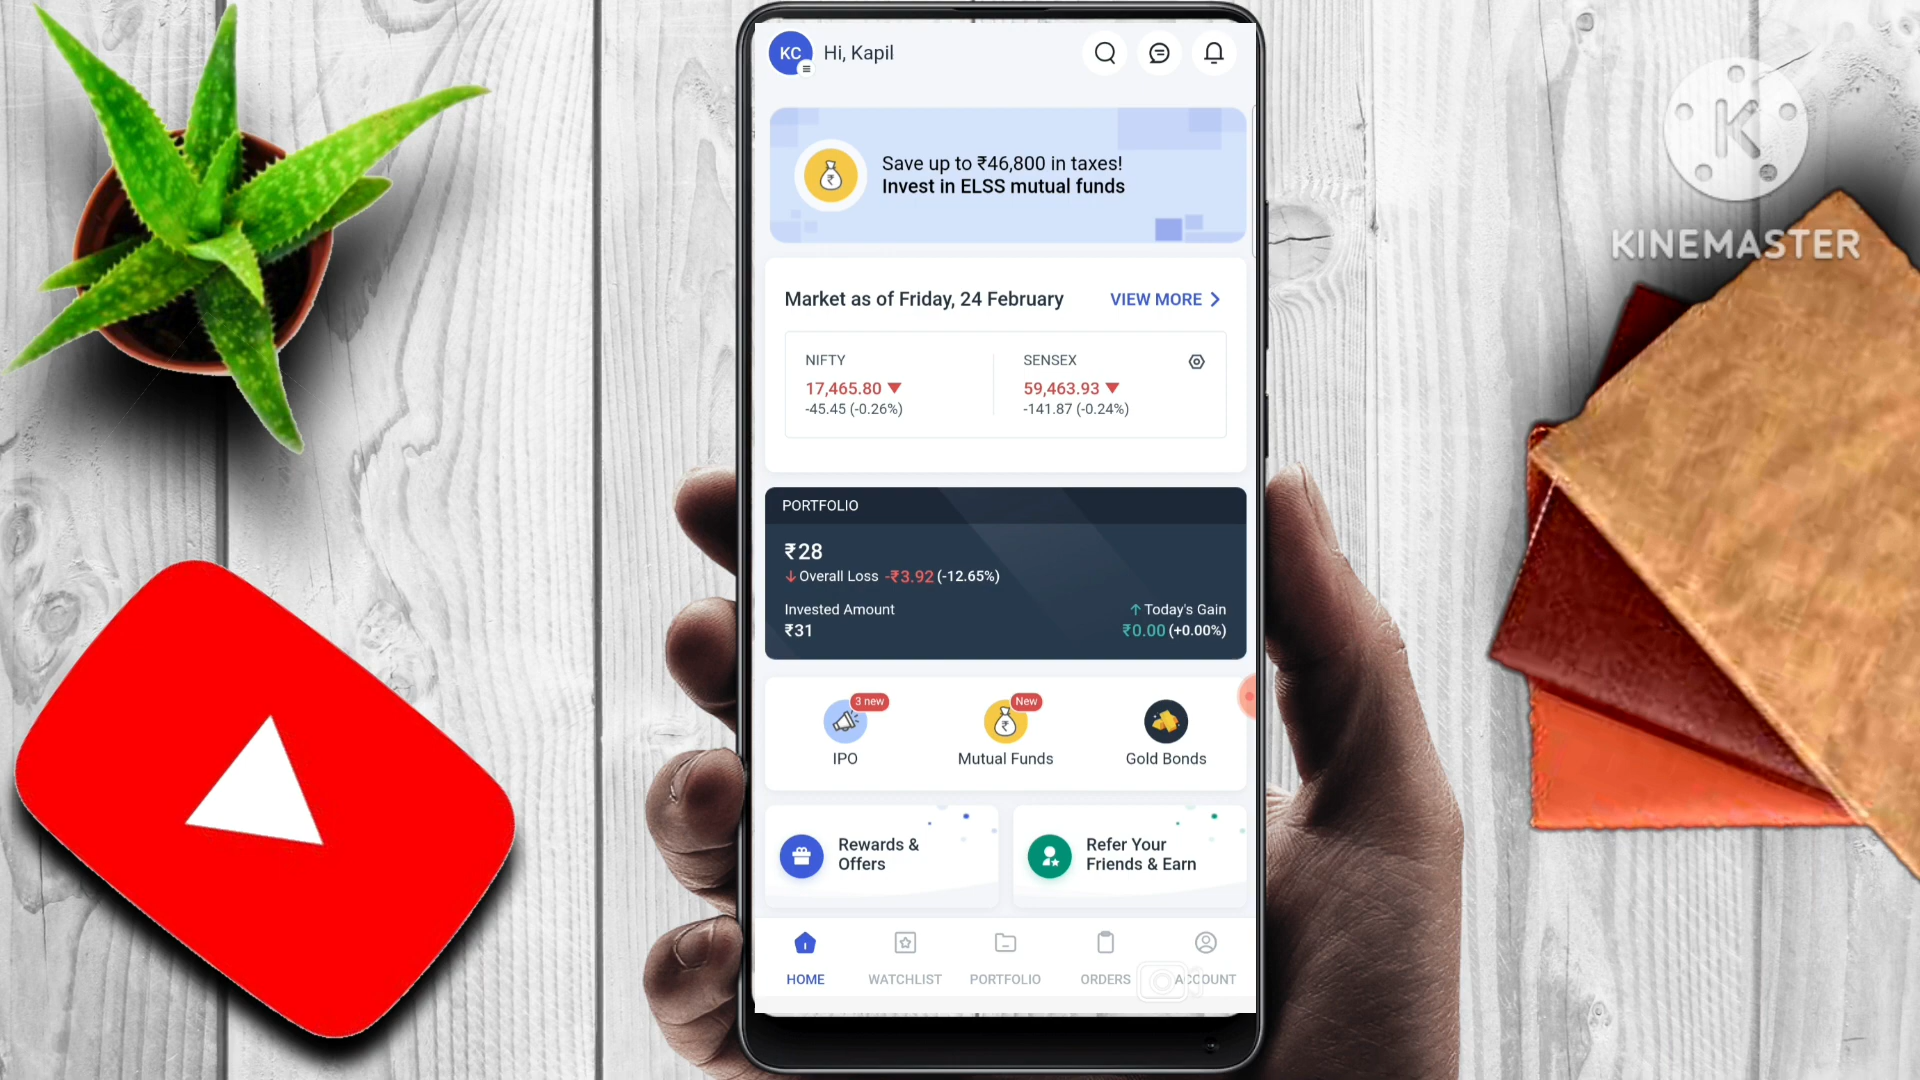 KC
Hi, Kapil
Save up to ₹46,800 in taxes!
Invest in ELSS mutual funds
Market as of Friday, 24 February
VIEW MORE
NIFTY
17,465.80
-45.45 (-0.26%)
SENSEX
59,463.93
-141.87 (-0.24%)
PORTFOLIO
₹28
Overall Loss -₹3.92 (-12.65%)
Invested Amount
₹31
Today's Gain
₹0.00 (+0.00%)
3 new
IPO
New
Mutual Funds
Gold Bonds
Rewards &
Offers
Refer Your
Friends & Earn
HOME
WATCHLIST
PORTFOLIO
ORDERS
ACCOUNT
K
KINEMASTER